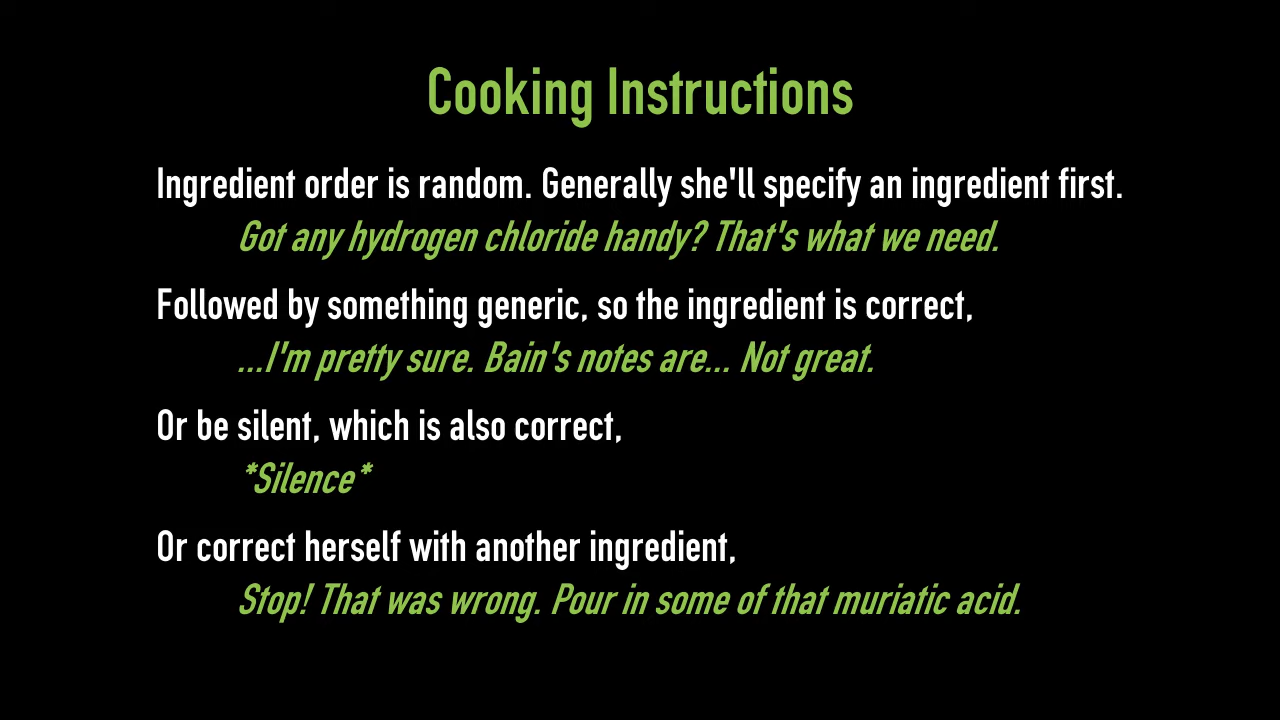 Cooking Instructions
Ingredient order is random. Generally she'll specify an ingredient first.
Got any hydrogen chloride handy? That's what we need.
Followed by something generic, so the ingredient is correct,
...I'm pretty sure. Bain's notes are... Not great.
Or be silent, which is also correct,
*Silence*
Or correct herself with another ingredient,
Stop! That was wrong. Pour in some of that muriatic acid.